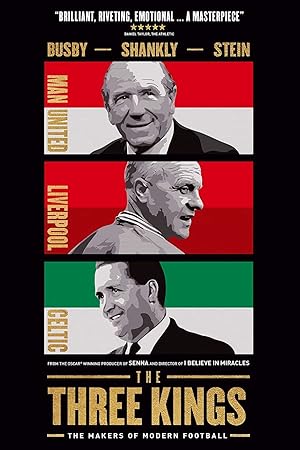 "BRILLIANT, RIVETING, EMOTIONAL ... A MASTERPIECE"
★★★★★
DANIEL TAYLOR, THE ATHLETIC
BUSBY — SHANKLY — STEIN
MAN UNITED
LIVERPOOL
CELTIC
FROM THE OSCAR® WINNING PRODUCER OF SENNA AND DIRECTOR OF I BELIEVE IN MIRACLES
THE
THREE KINGS
THE MAKERS OF MODERN FOOTBALL